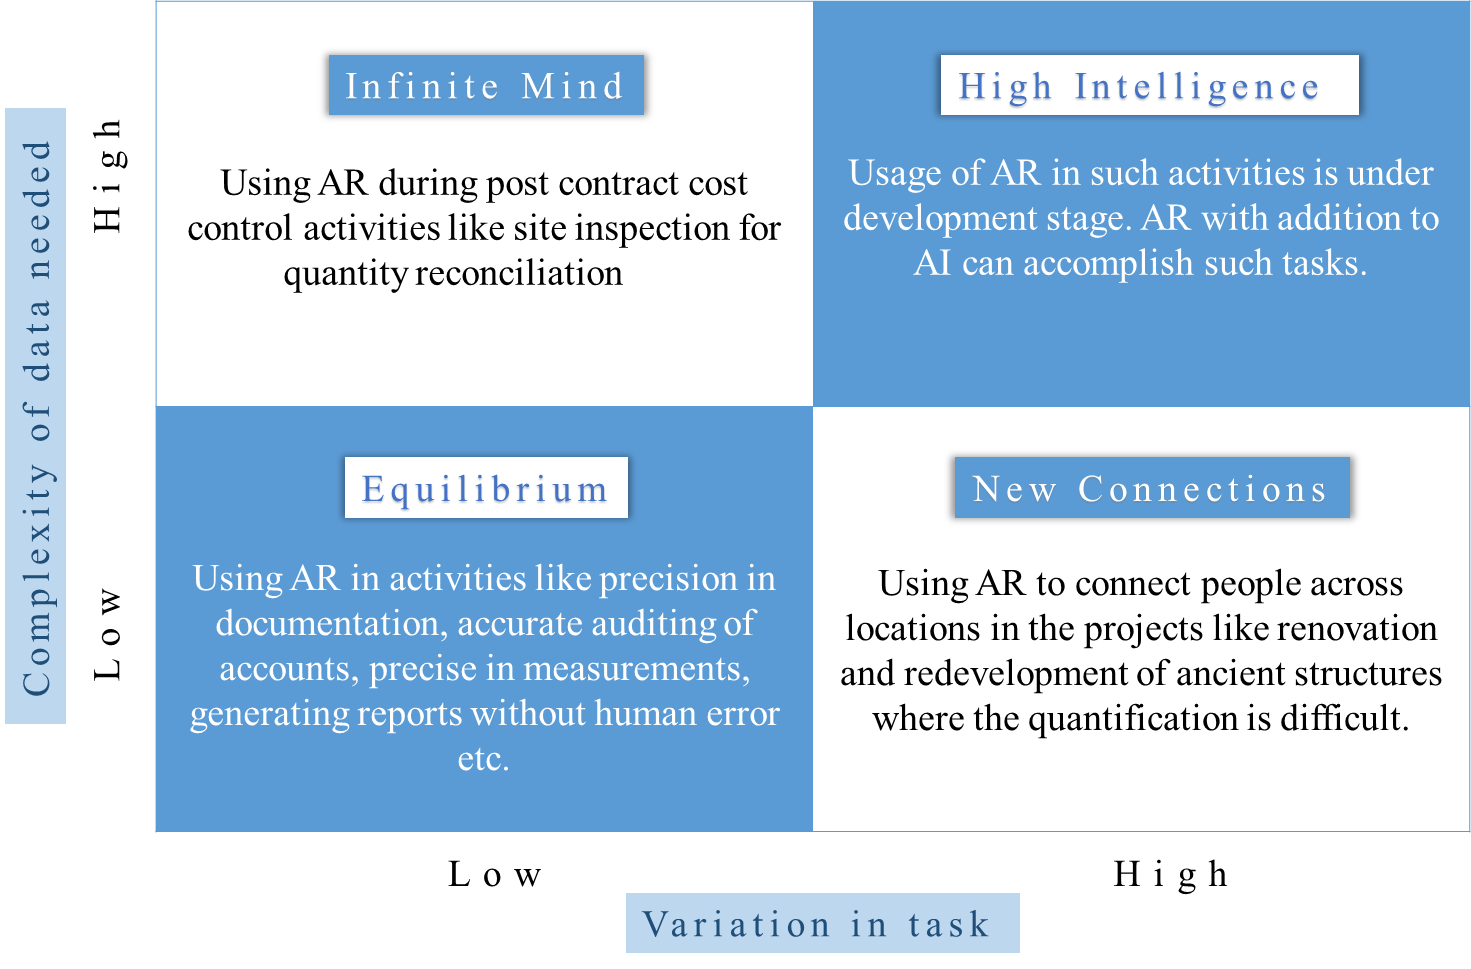 Complexity of data needed
High
Low
Infinite Mind
Using AR during post contract cost
control activities like site inspection for
quantity reconciliation
High Intelligence
Usage of AR in such activities is under
development stage. AR with addition to
AI can accomplish such tasks.
Equilibrium
Using AR in activities like precision in
documentation, accurate auditing of
accounts, precise in measurements,
generating reports without human error
etc.
New Connections
Using AR to connect people across
locations in the projects like renovation
and redevelopment of ancient structures
where the quantification is difficult.
Low
High
Variation in task